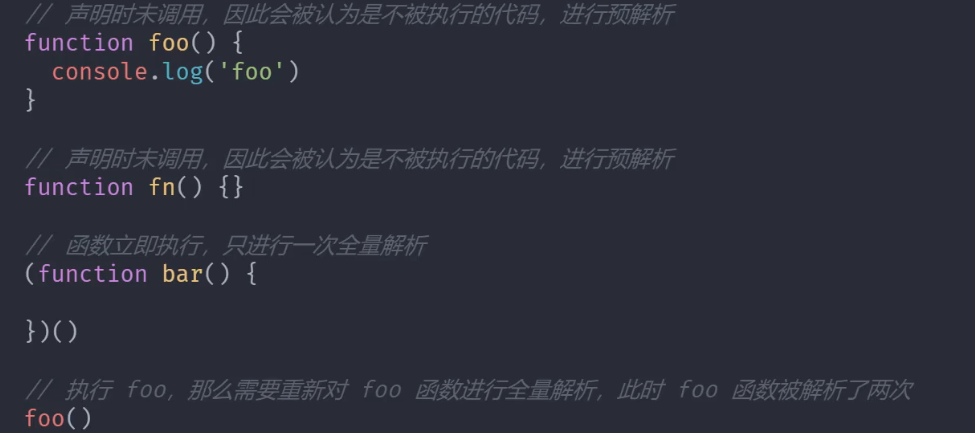 // 声明时未调用，因此会被认为是不被执行的代码，进行预解析
function foo() {
  console.log('foo')
}
// 声明时未调用，因此会被认为是不被执行的代码，进行预解析
function fn() {}
// 函数立即执行，只进行一次全量解析
(function bar() {
})()
// 执行 foo，那么需要重新对 foo 函数进行全量解析，此时 foo 函数被解析了两次
foo()